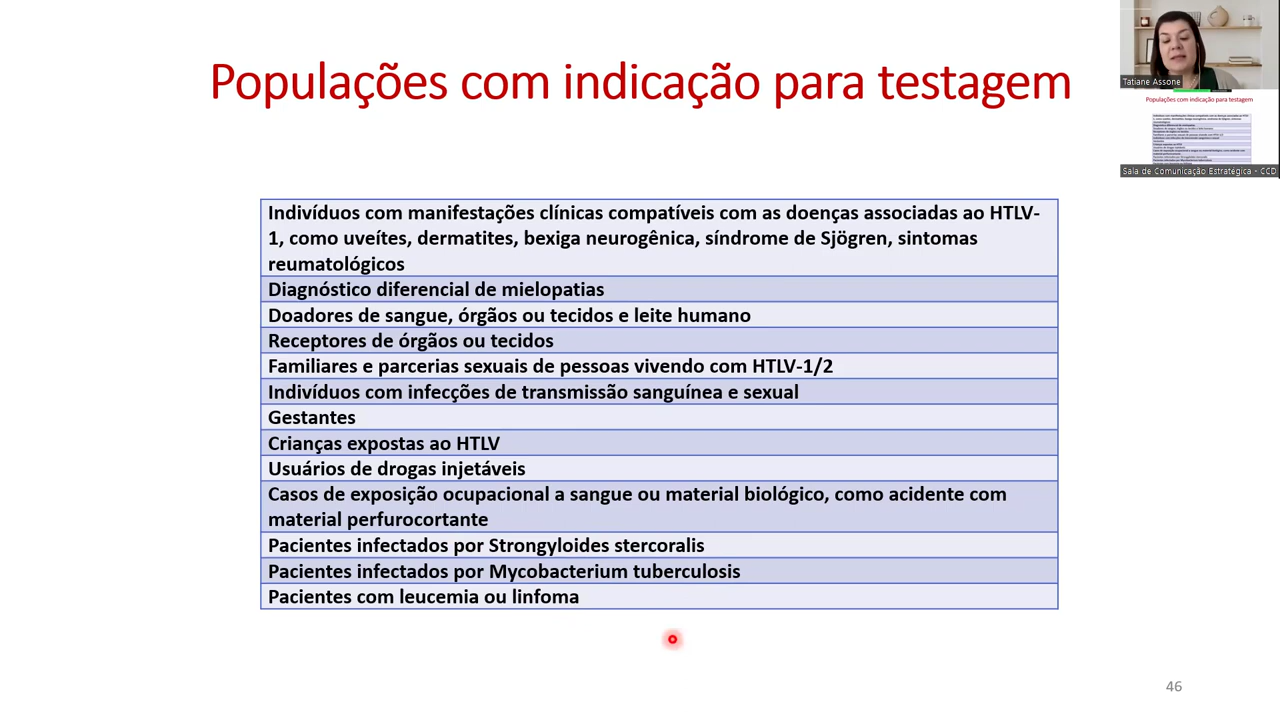 Populações com indicação para testagem
Indivíduos com manifestações clínicas compatíveis com as doenças associadas ao HTLV-
1, como uveítes, dermatites, bexiga neurogênica, síndrome de Sjögren, sintomas
reumatológicos
Diagnóstico diferencial de mielopatias
Doadores de sangue, órgãos ou tecidos e leite humano
Receptores de órgãos ou tecidos
Familiares e parcerias sexuais de pessoas vivendo com HTLV-1/2
Indivíduos com infecções de transmissão sanguínea e sexual
Gestantes
Crianças expostas ao HTLV
Usuários de drogas injetáveis
Casos de exposição ocupacional a sangue ou material biológico, como acidente com
material perfurocortante
Pacientes infectados por Strongyloides stercoralis
Pacientes infectados por Mycobacterium tuberculosis
Pacientes com leucemia ou linfoma
46
Tatiane Assone
Populações com indicação para testagem
Sala de Comunicação Estratégica - CCD